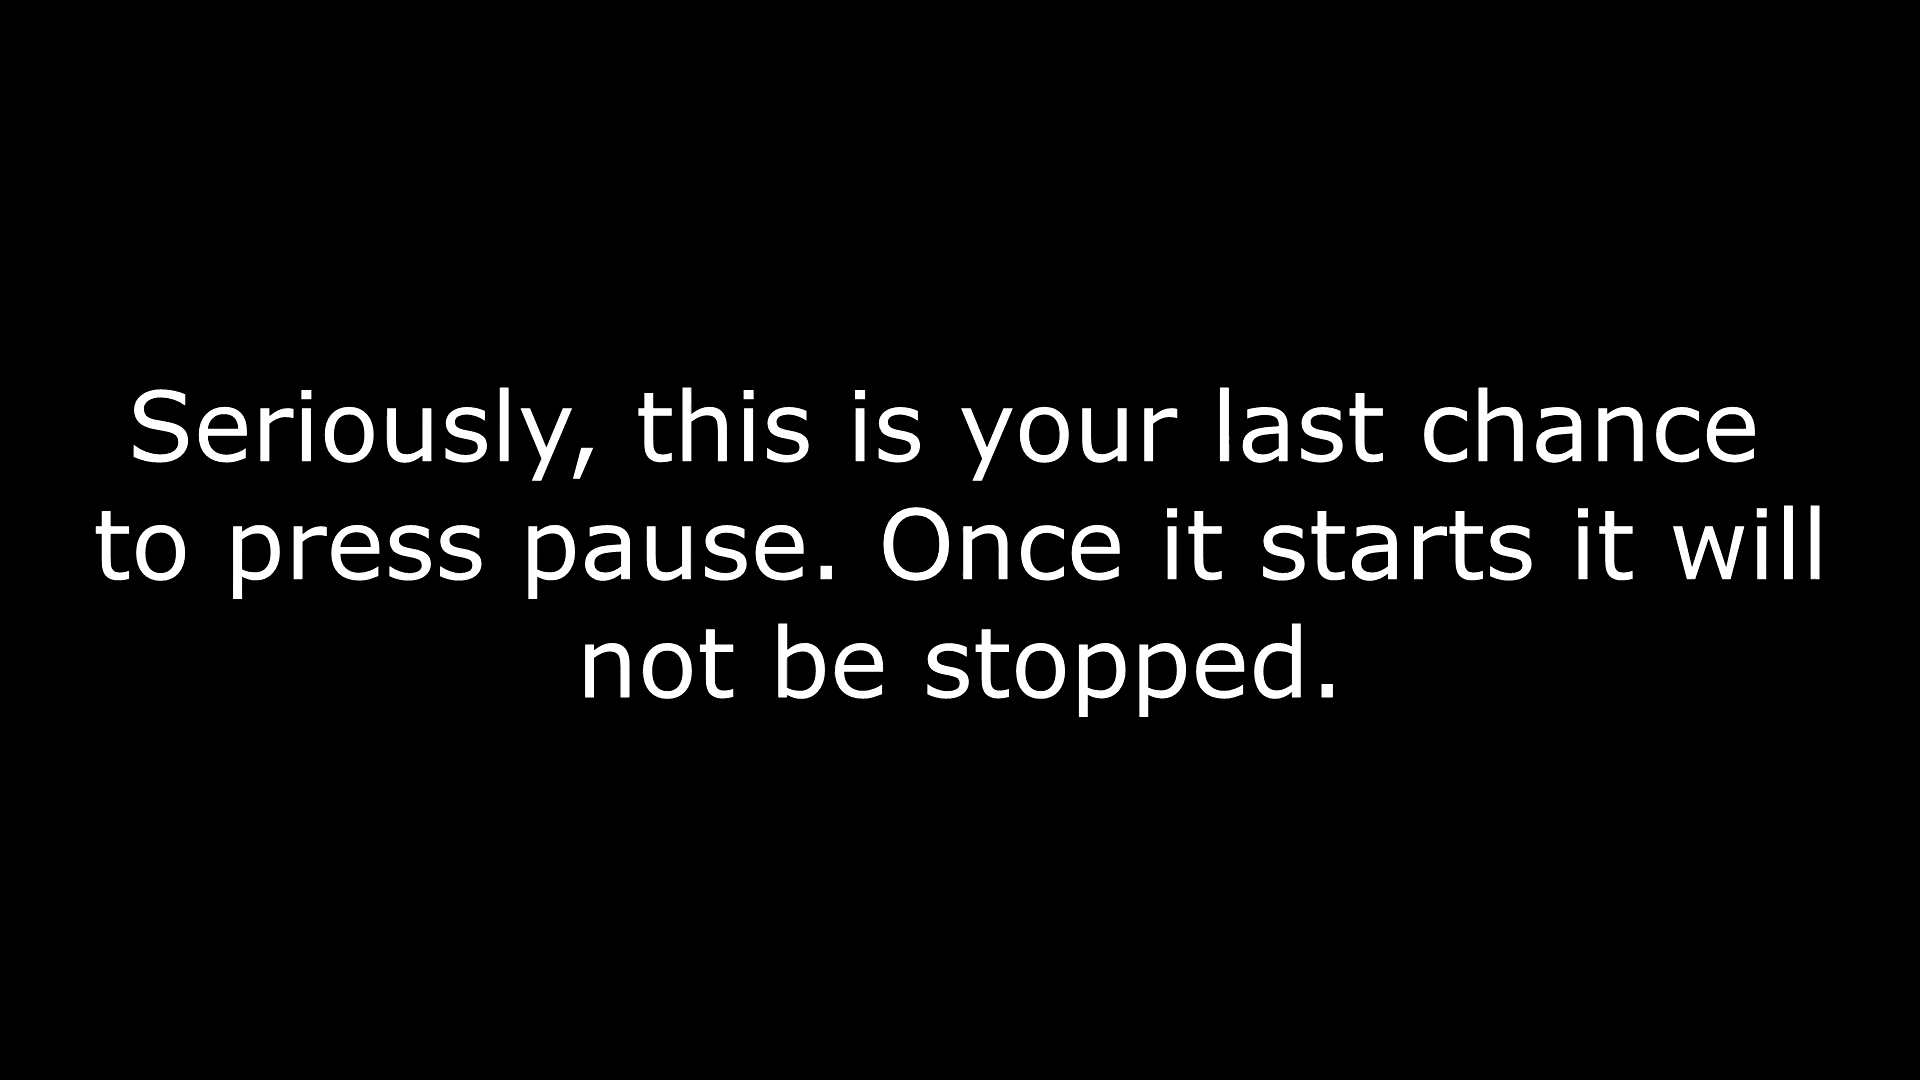 Seriously, this is your last chance
to press pause. Once it starts it will
not be stopped.